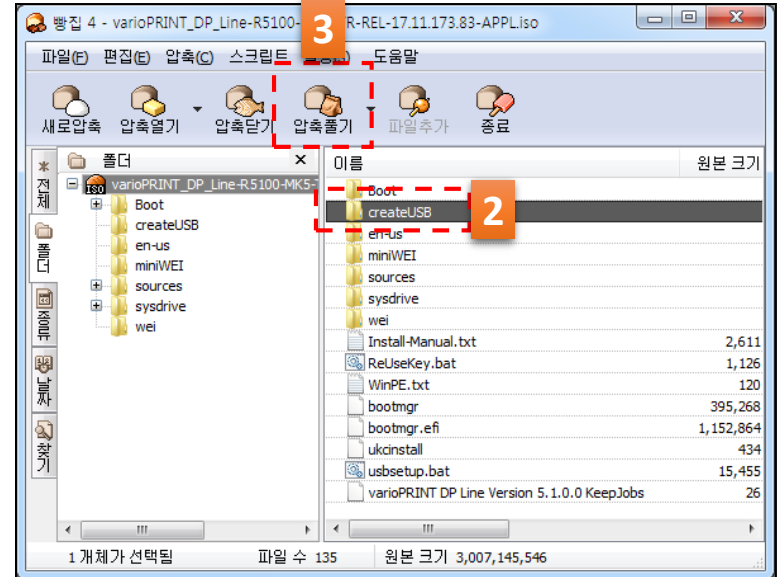 빵집 4 - varioPRINT_DP_Line-R5100- R-REL-17.11.173.83-APPL.iso
3
파일(F) 편집(E) 압축(C) 스크립트 도움말
새로압축 압축열기 압축닫기 압축풀기 파일추가 종료
전체
폴더
종류
날짜
찾기
폴더
ISO varioPRINT_DP_Line-R5100-MK5-
Boot
createUSB
en-us
miniWEI
sources
sysdrive
wei
이름 원본 크기
Boot
createUSB
2
en-us
miniWEI
sources
sysdrive
wei
Install-Manual.txt 2,611
ReUseKey.bat 1,126
WinPE.txt 120
bootmgr 395,268
bootmgr.efi 1,152,864
ukcinstall 434
usbsetup.bat 15,455
varioPRINT DP Line Version 5.1.0.0 KeepJobs 26
1 개체가 선택됨 파일 수 135 원본 크기 3,007,145,546